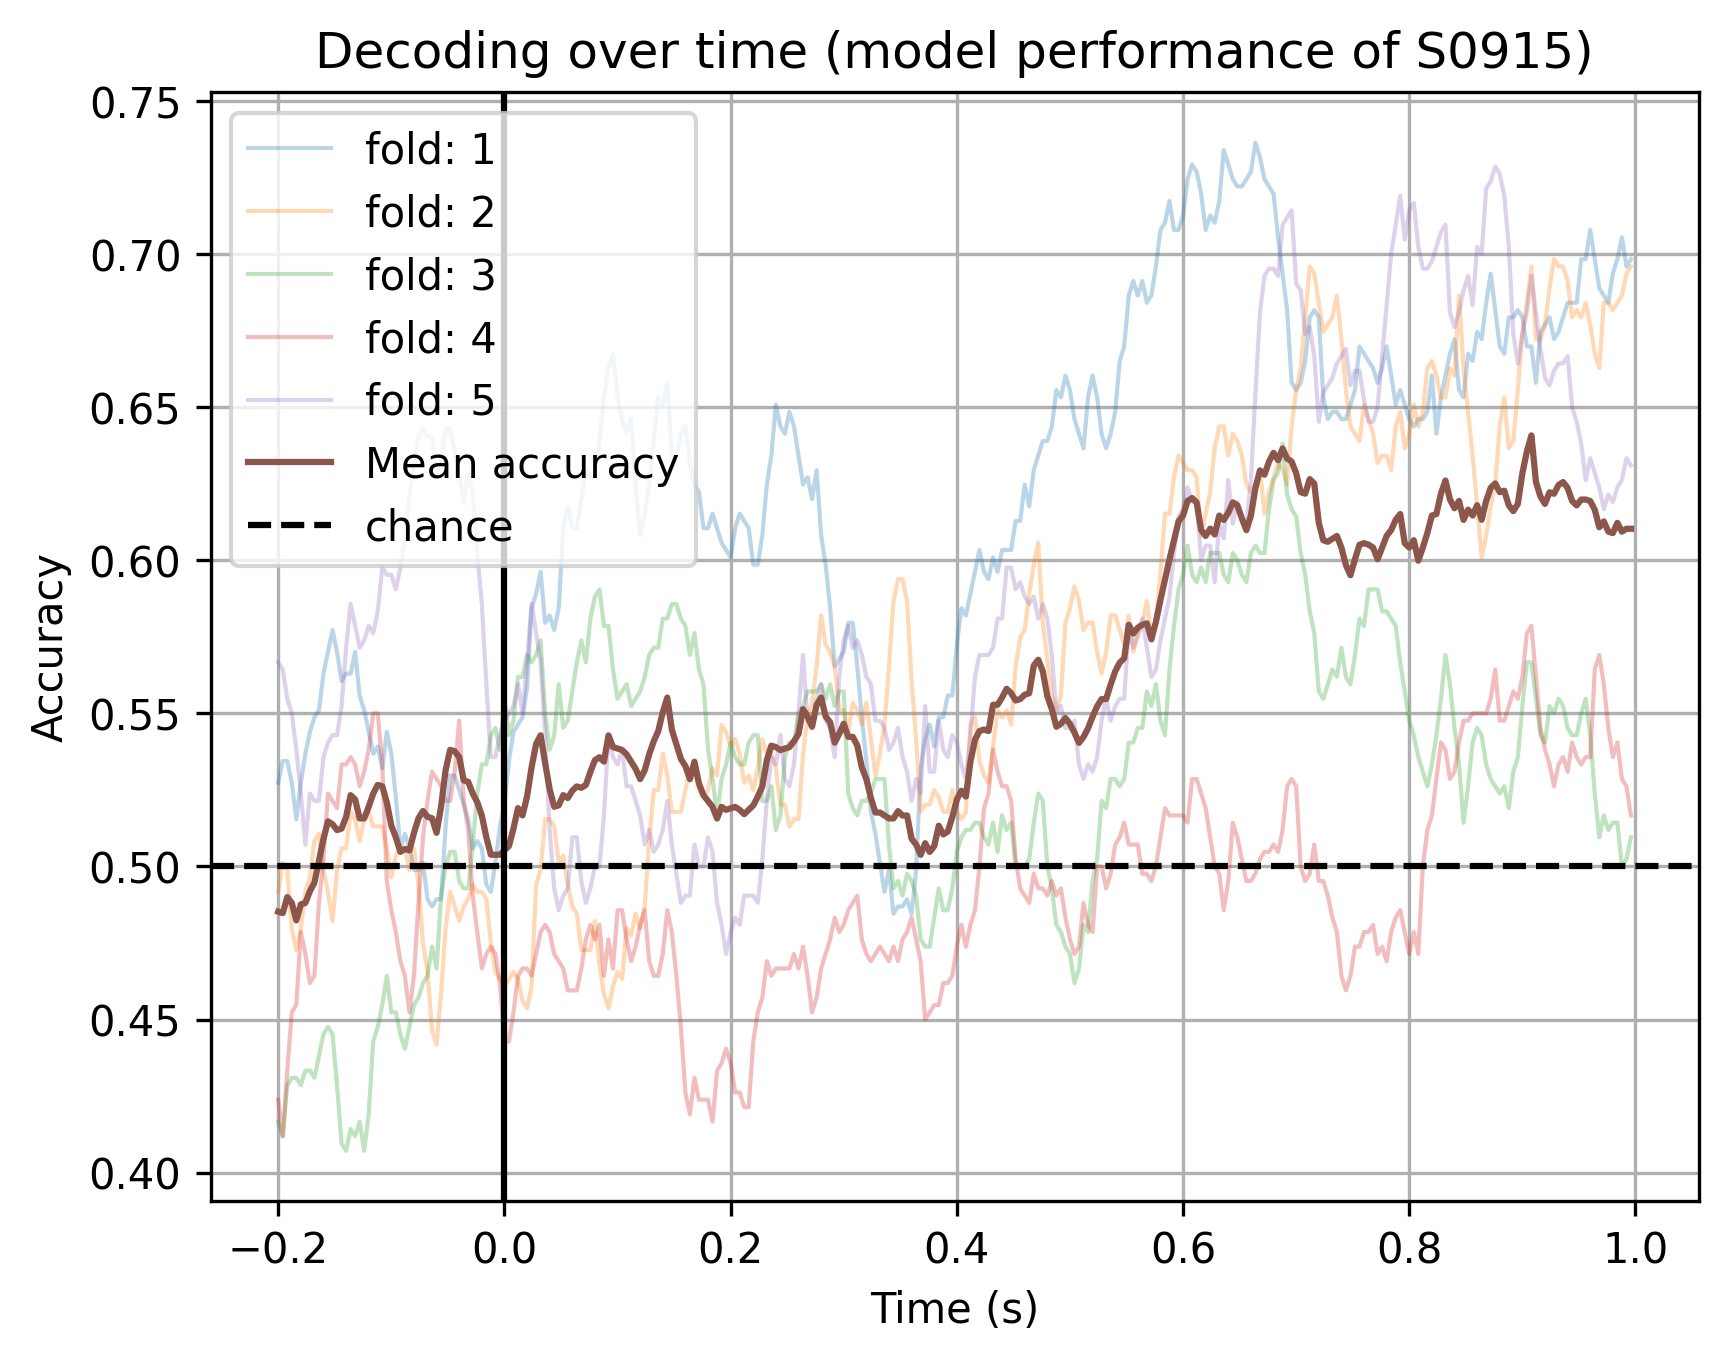 Decoding over time (model performance of S0915)
0.75
0.70
0.65
0.60
0.55
0.50
0.45
0.40
Accuracy
fold: 1
fold: 2
fold: 3
fold: 4
fold: 5
Mean accuracy
chance
−0.2 0.0 0.2 0.4 0.6 0.8 1.0
Time (s)